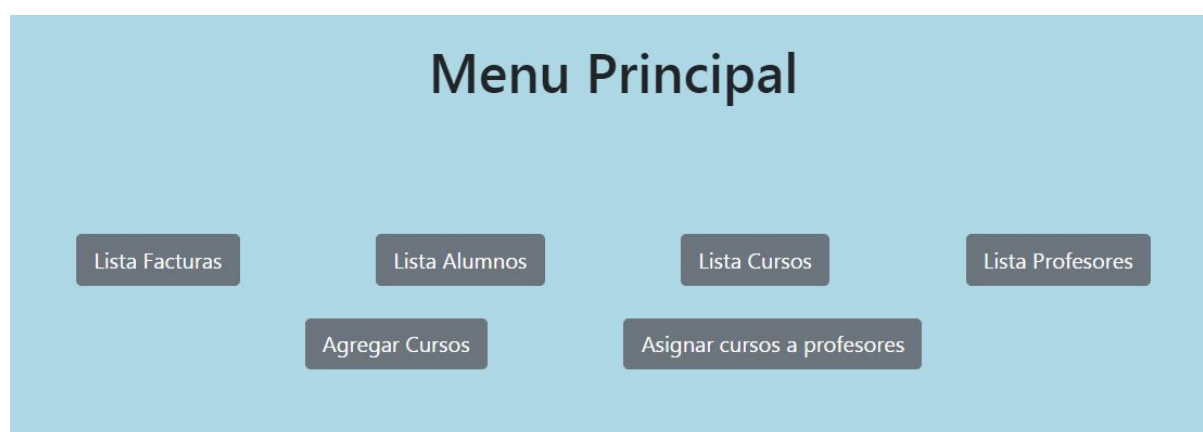 Menu Principal
Lista Facturas
Lista Alumnos
Lista Cursos
Lista Profesores
Agregar Cursos
Asignar cursos a profesores